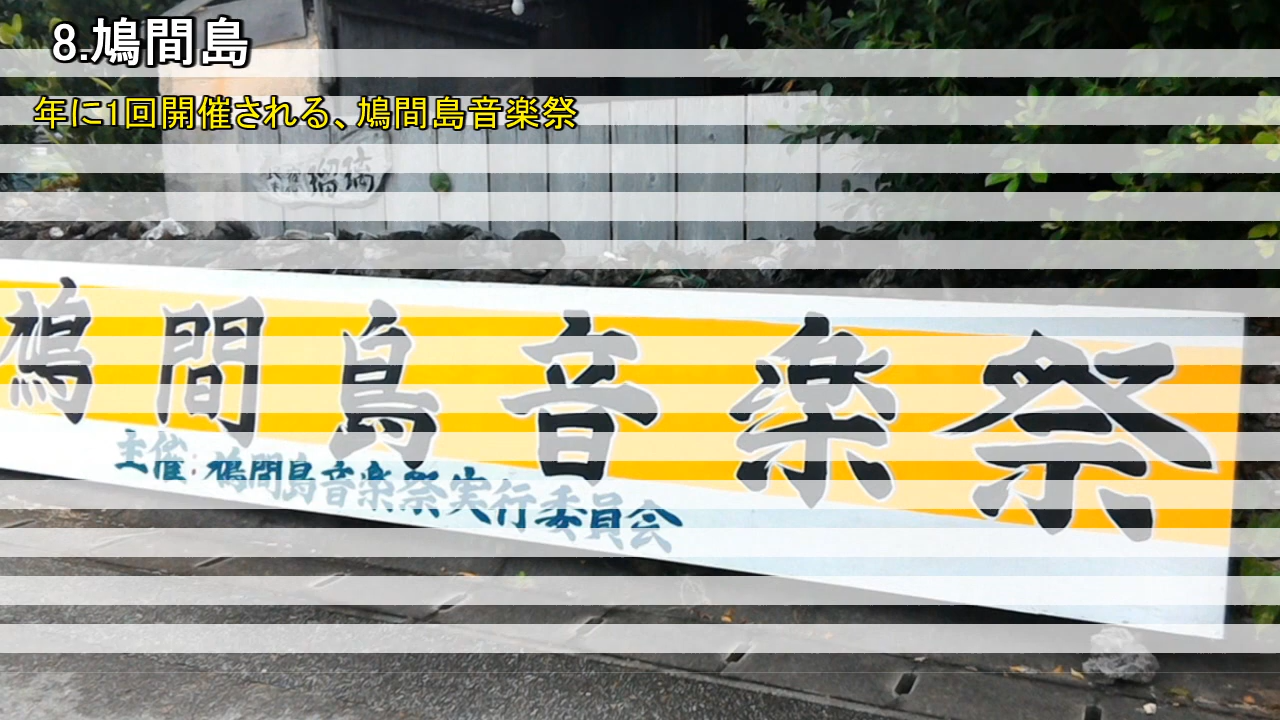 8.鳩間島
年に1回開催される、鳩間島音楽祭
瑠璃
鳩間島音楽祭
主催:鳩間島音楽祭実行委員会